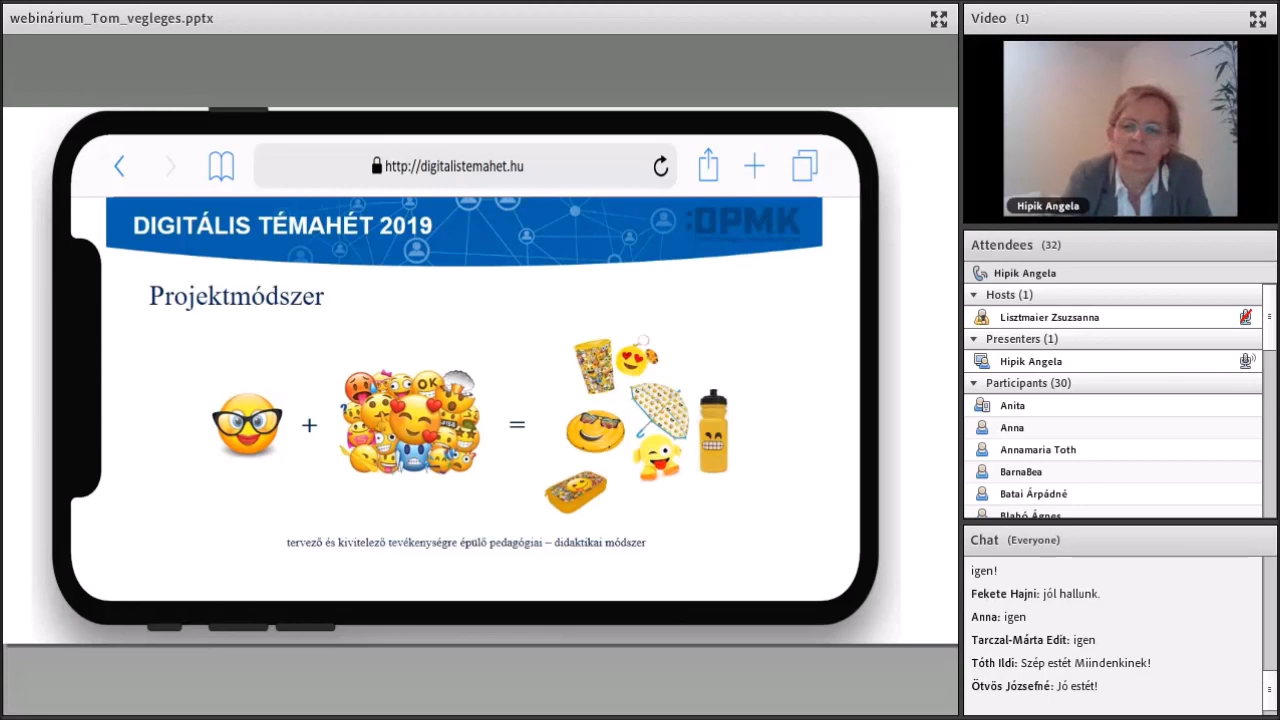 webinárium_Tom_vegleges.pptx
http://digitalistemahet.hu
DIGITÁLIS TÉMAHÉT 2019
:OPMK
Projektmódszer
OK
+
=
tervező és kivitelező tevékenységre épülő pedagógiai – didaktikai módszer
Video (1)
Hipik Angela
Attendees (32)
Hipik Angela
Hosts (1)
Lisztmaier Zsuzsanna
Presenters (1)
Hipik Angela
Participants (30)
Anita
Anna
Annamaria Toth
BarnaBea
Batai Árpádné
Blahó Ágnes
Chat (Everyone)
igen!
Fekete Hajni: jól hallunk.
Anna: igen
Tarczal-Márta Edit: igen
Tóth Ildi: Szép estét Miindenkinek!
Ötvös Józsefné: Jó estét!